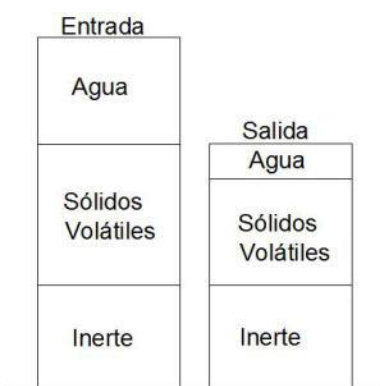 Entrada
Agua
Sólidos
Volátiles
Inerte
Salida
Agua
Sólidos
Volátiles
Inerte